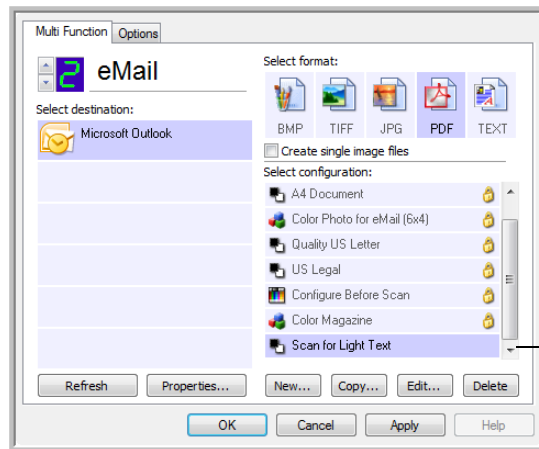 Multi Function Options
2 eMail
Select destination:
Microsoft Outlook
Select format:
BMP TIFF JPG PDF TEXT
Create single image files
Select configuration:
A4 Document
Color Photo for eMail (6x4)
Quality US Letter
US Legal
Configure Before Scan
Color Magazine
Scan for Light Text
Refresh Properties... New... Copy... Edit... Delete
OK Cancel Apply Help